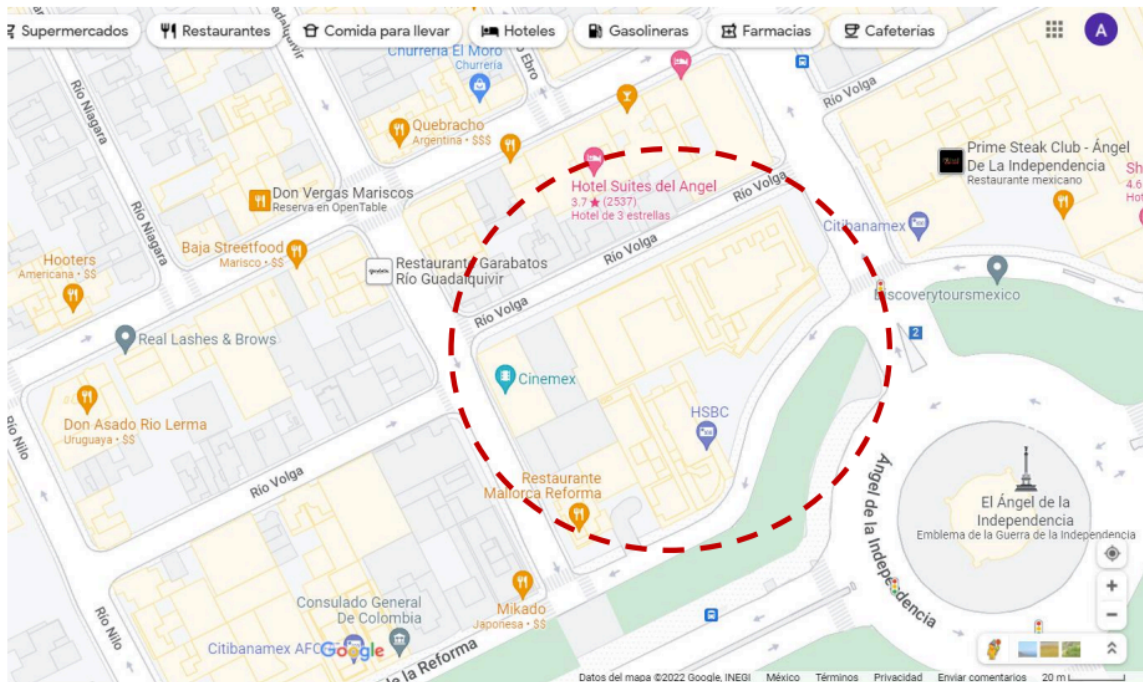 Supermercados
Restaurantes
Comida para llevar
Hoteles
Gasolineras
Farmacias
Cafeterías
A
Río Ebro
Churrería El Moro
Churrería
Río Niagara
Río Volga
Quebracho
Argentina • $$$
Prime Steak Club - Ángel
De La Independencia
Restaurante mexicano
Sh
4.6
Hot
Hotel Suites del Angel
3.7 ★ (2537)
Hotel de 3 estrellas
Río Volga
Don Vergas Mariscos
Reserva en OpenTable
Río Niagara
Citibanamex
Baja Streetfood
Marisco • $$
Hooters
Americana • $$
Restaurante Garabatos
Río Guadalquivir
Discoverytoursmexico
Río Volga
Real Lashes & Brows
2
Cinemex
Don Asado Rio Lerma
Uruguaya • $$
Río Nilo
HSBC
Río Volga
Restaurante
Mallorca Reforma
Ángel de la Independencia
El Ángel de la
Independencia
Emblema de la Guerra de la Independencia
Río Nilo
Consulado General
De Colombia
Mikado
Japonesa • $$
Citibanamex AFO
Google
de la Reforma
Datos del mapa ©2022 Google, INEGI
México
Términos
Privacidad
Enviar comentarios
20 m